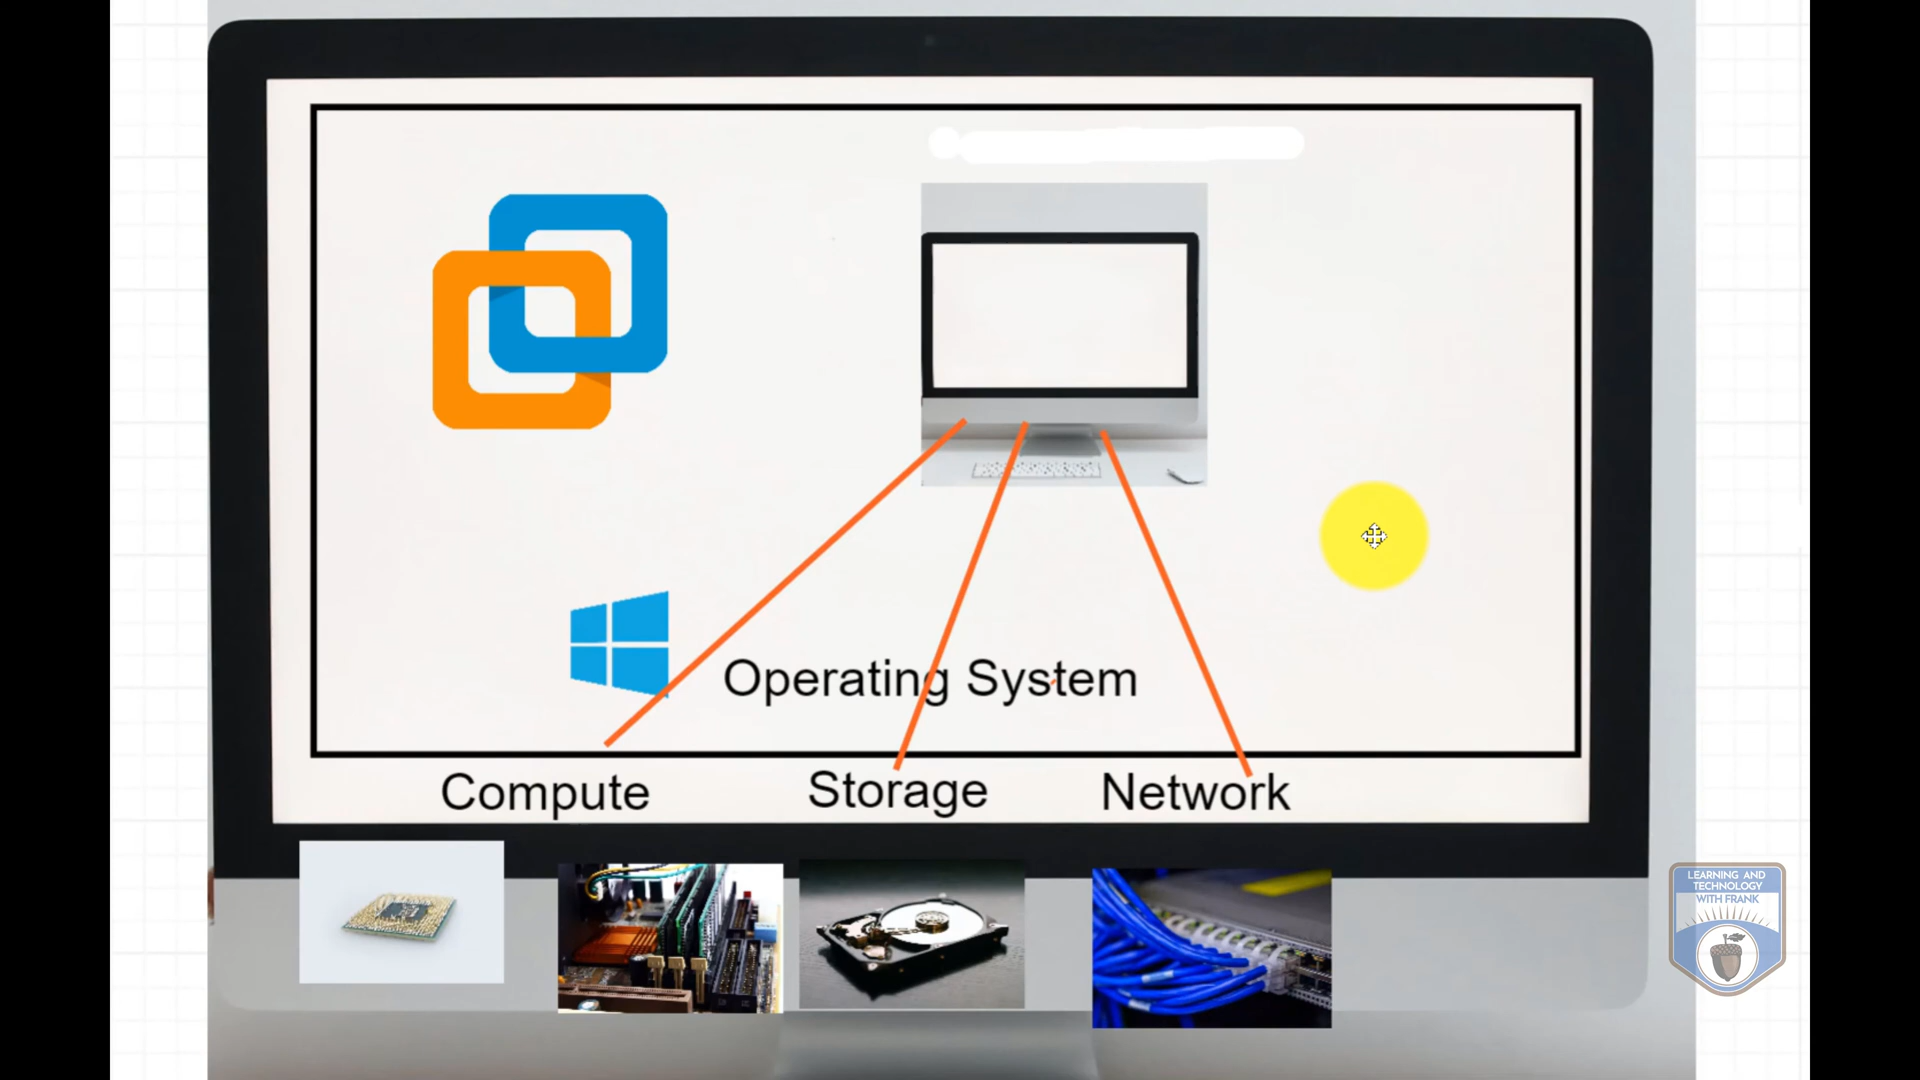 Operating System
Compute
Storage
Network
LEARNING AND
TECHNOLOGY
WITH FRANK